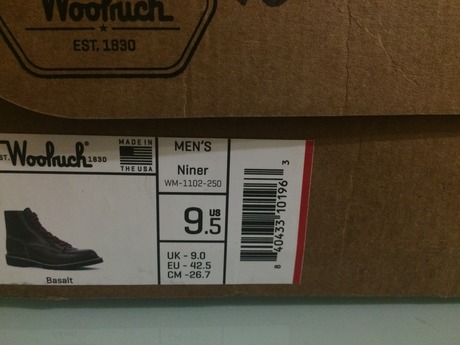 Woolrich
EST. 1830
EST. Woolrich 1830
MADE IN
THE USA
Basalt
MEN'S
Niner
WM-1102-250
9.5 US
UK - 9.0
EU - 42.5
CM - 26.7
8 40433 10196 3